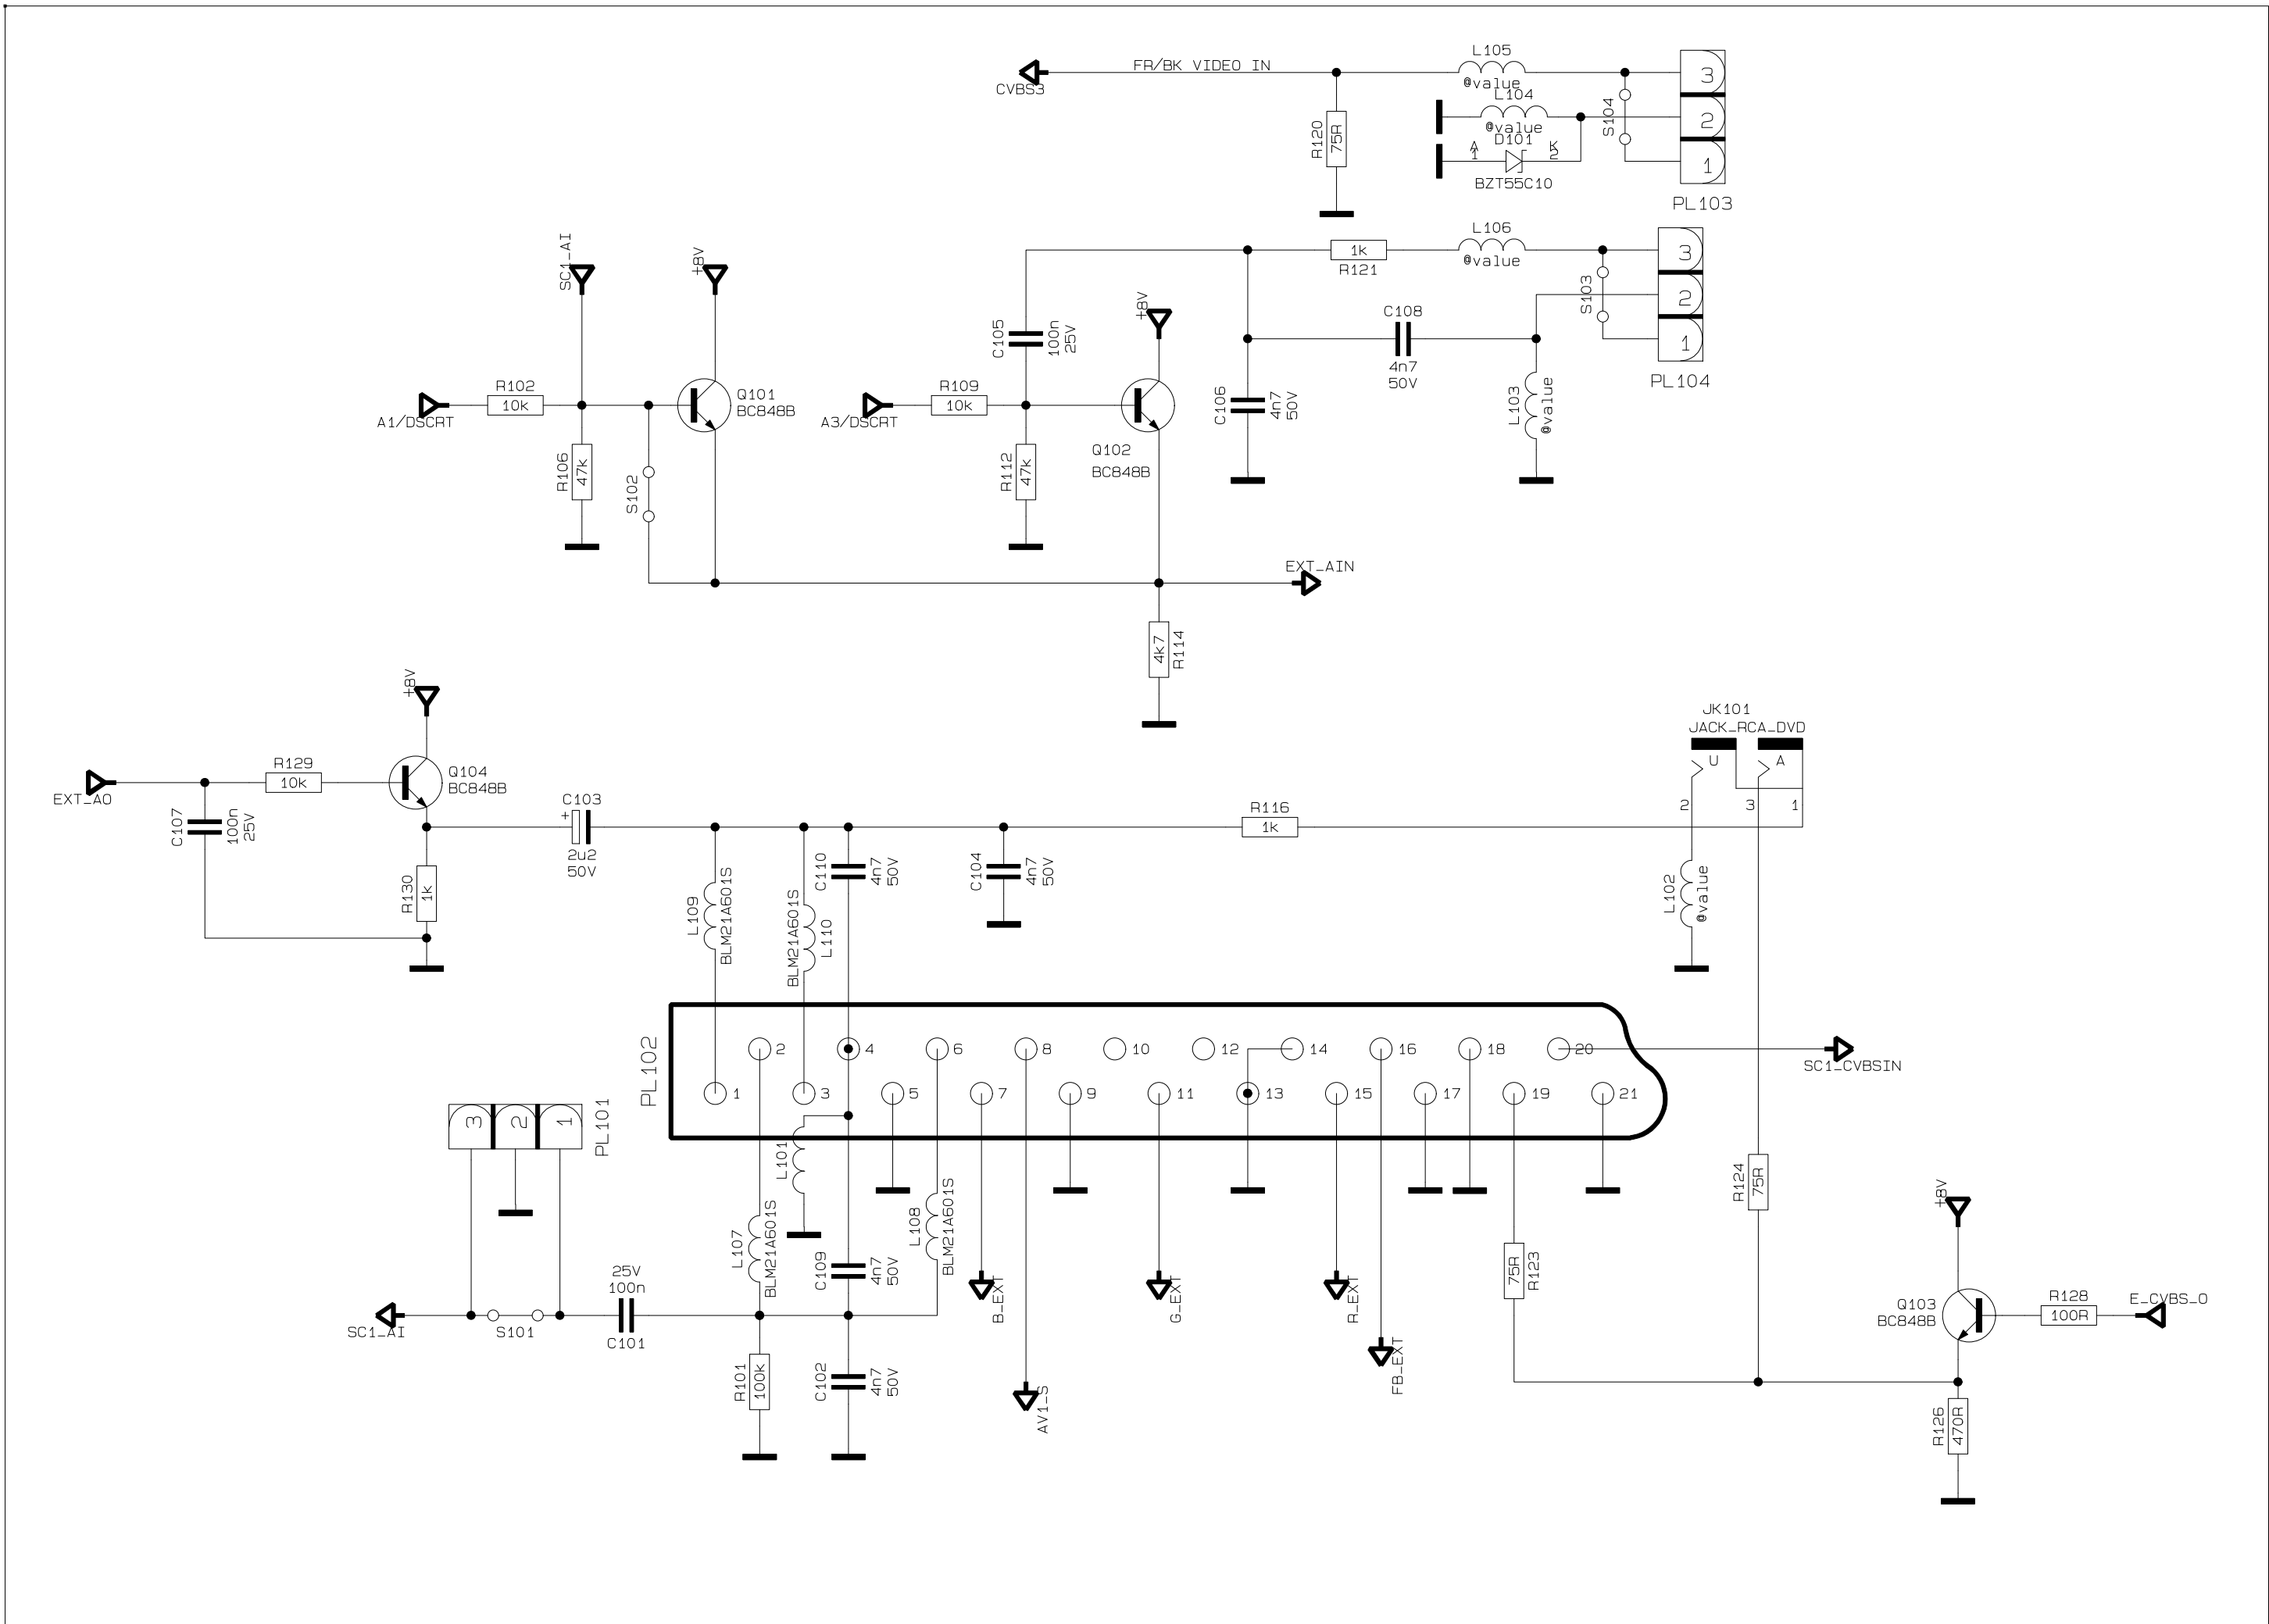 L105
FR/BK VIDEO IN
CVBS3
@value
L104
@value
D101
A
1
K
2
BZT55C10
R120
75R
S104
3
2
1
PL103
SC1_AI
+8V
L106
@value
1k
R121
3
2
1
S103
PL104
C105
100n
25V
+8V
C108
4n7
50V
R102
10k
A1/DSCRT
Q101
BC848B
R109
10k
A3/DSCRT
Q102
BC848B
C106
4n7
50V
L103
@value
R106
47k
S102
R112
47k
EXT_AIN
4k7
R114
+8V
JK101
JACK_RCA_DVD
U
A
2
3
1
R129
10k
EXT_AO
Q104
BC848B
C107
100n
25V
C103
+
2u2
50V
R116
1k
R130
1k
L109
BLM21A601S
BLM21A601S
L110
C110
4n7
50V
C104
4n7
50V
L102
@value
PL102
2
4
6
8
10
12
14
16
18
20
1
3
5
7
9
11
13
15
17
19
21
SC1_CVBSIN
3
2
1
PL101
L101
L107
BLM21A601S
L108
BLM21A601S
R124
75R
+8V
C109
4n7
50V
B_EXT
G_EXT
R_EXT
FB_EXT
75R
R123
25V
100n
C101
SC1_AI
S101
Q103
BC848B
R128
100R
E_CVBS_O
R101
100k
C102
4n7
50V
AV1_S
R126
470R